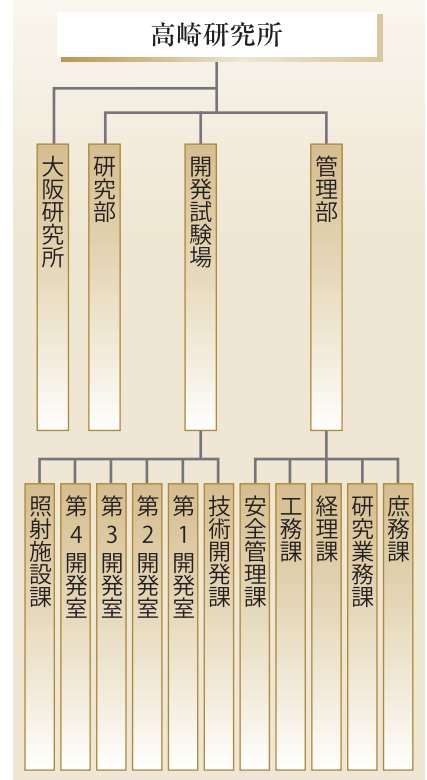 高崎研究所
管理部
開発試験場
研究部
大阪研究所
庶務課
研究業務課
経理課
工務課
安全管理課
技術開発課
第1開発室
第2開発室
第3開発室
第4開発室
照射施設課